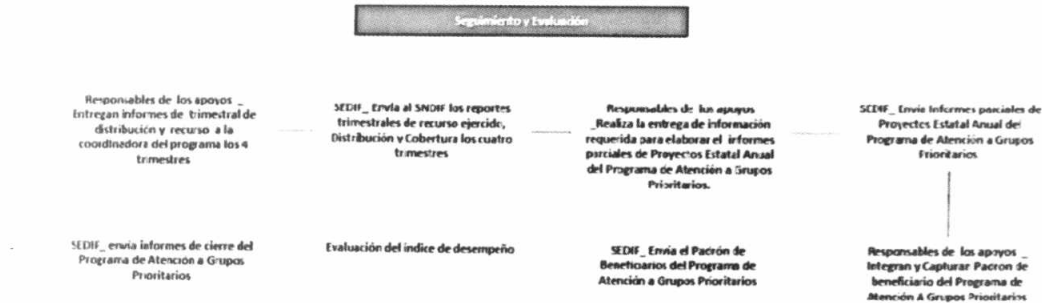 Seguimiento y Evaluación
Responsables de los apoyos _
Entregan informes de trimestral de
distribución y recurso a la
coordinadora del programa los 4
trimestres
SEDIF_ Envía al SNDIF los reportes
trimestrales de recurso ejercido,
Distribución y Cobertura los cuatro
trimestres
Responsables de los apoyos
_Realiza la entrega de información
requerida para elaborar el informes
parciales de Proyectos Estatal Anual
del Programa de Atención a Grupos
Prioritarios.
SEDIF_ Envía Informes parciales de
Proyectos Estatal Anual del
Programa de Atención a Grupos
Prioritarios
SEDIF_ envía informes de cierre del
Programa de Atención a Grupos
Prioritarios
Evaluación del índice de desempeño
SEDIF_ Envía el Padrón de
Beneficiarios del Programa de
Atención a Grupos Prioritarios
Responsables de los apoyos _
Integran y Capturar Padron de
beneficiario del Programa de
Atención A Grupos Prioritarios